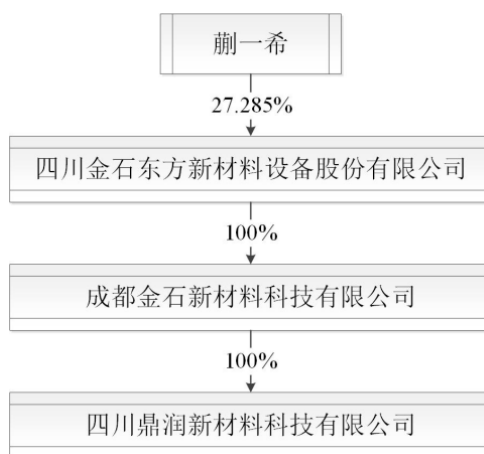 蒯一希
27.285%
四川金石东方新材料设备股份有限公司
100%
成都金石新材料科技有限公司
100%
四川鼎润新材料科技有限公司